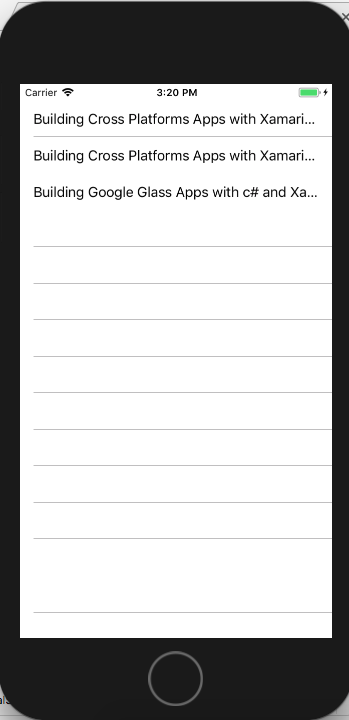 Carrier 3:20 PM
Building Cross Platforms Apps with Xamari...
Building Cross Platforms Apps with Xamari...
Building Google Glass Apps with c# and Xa...